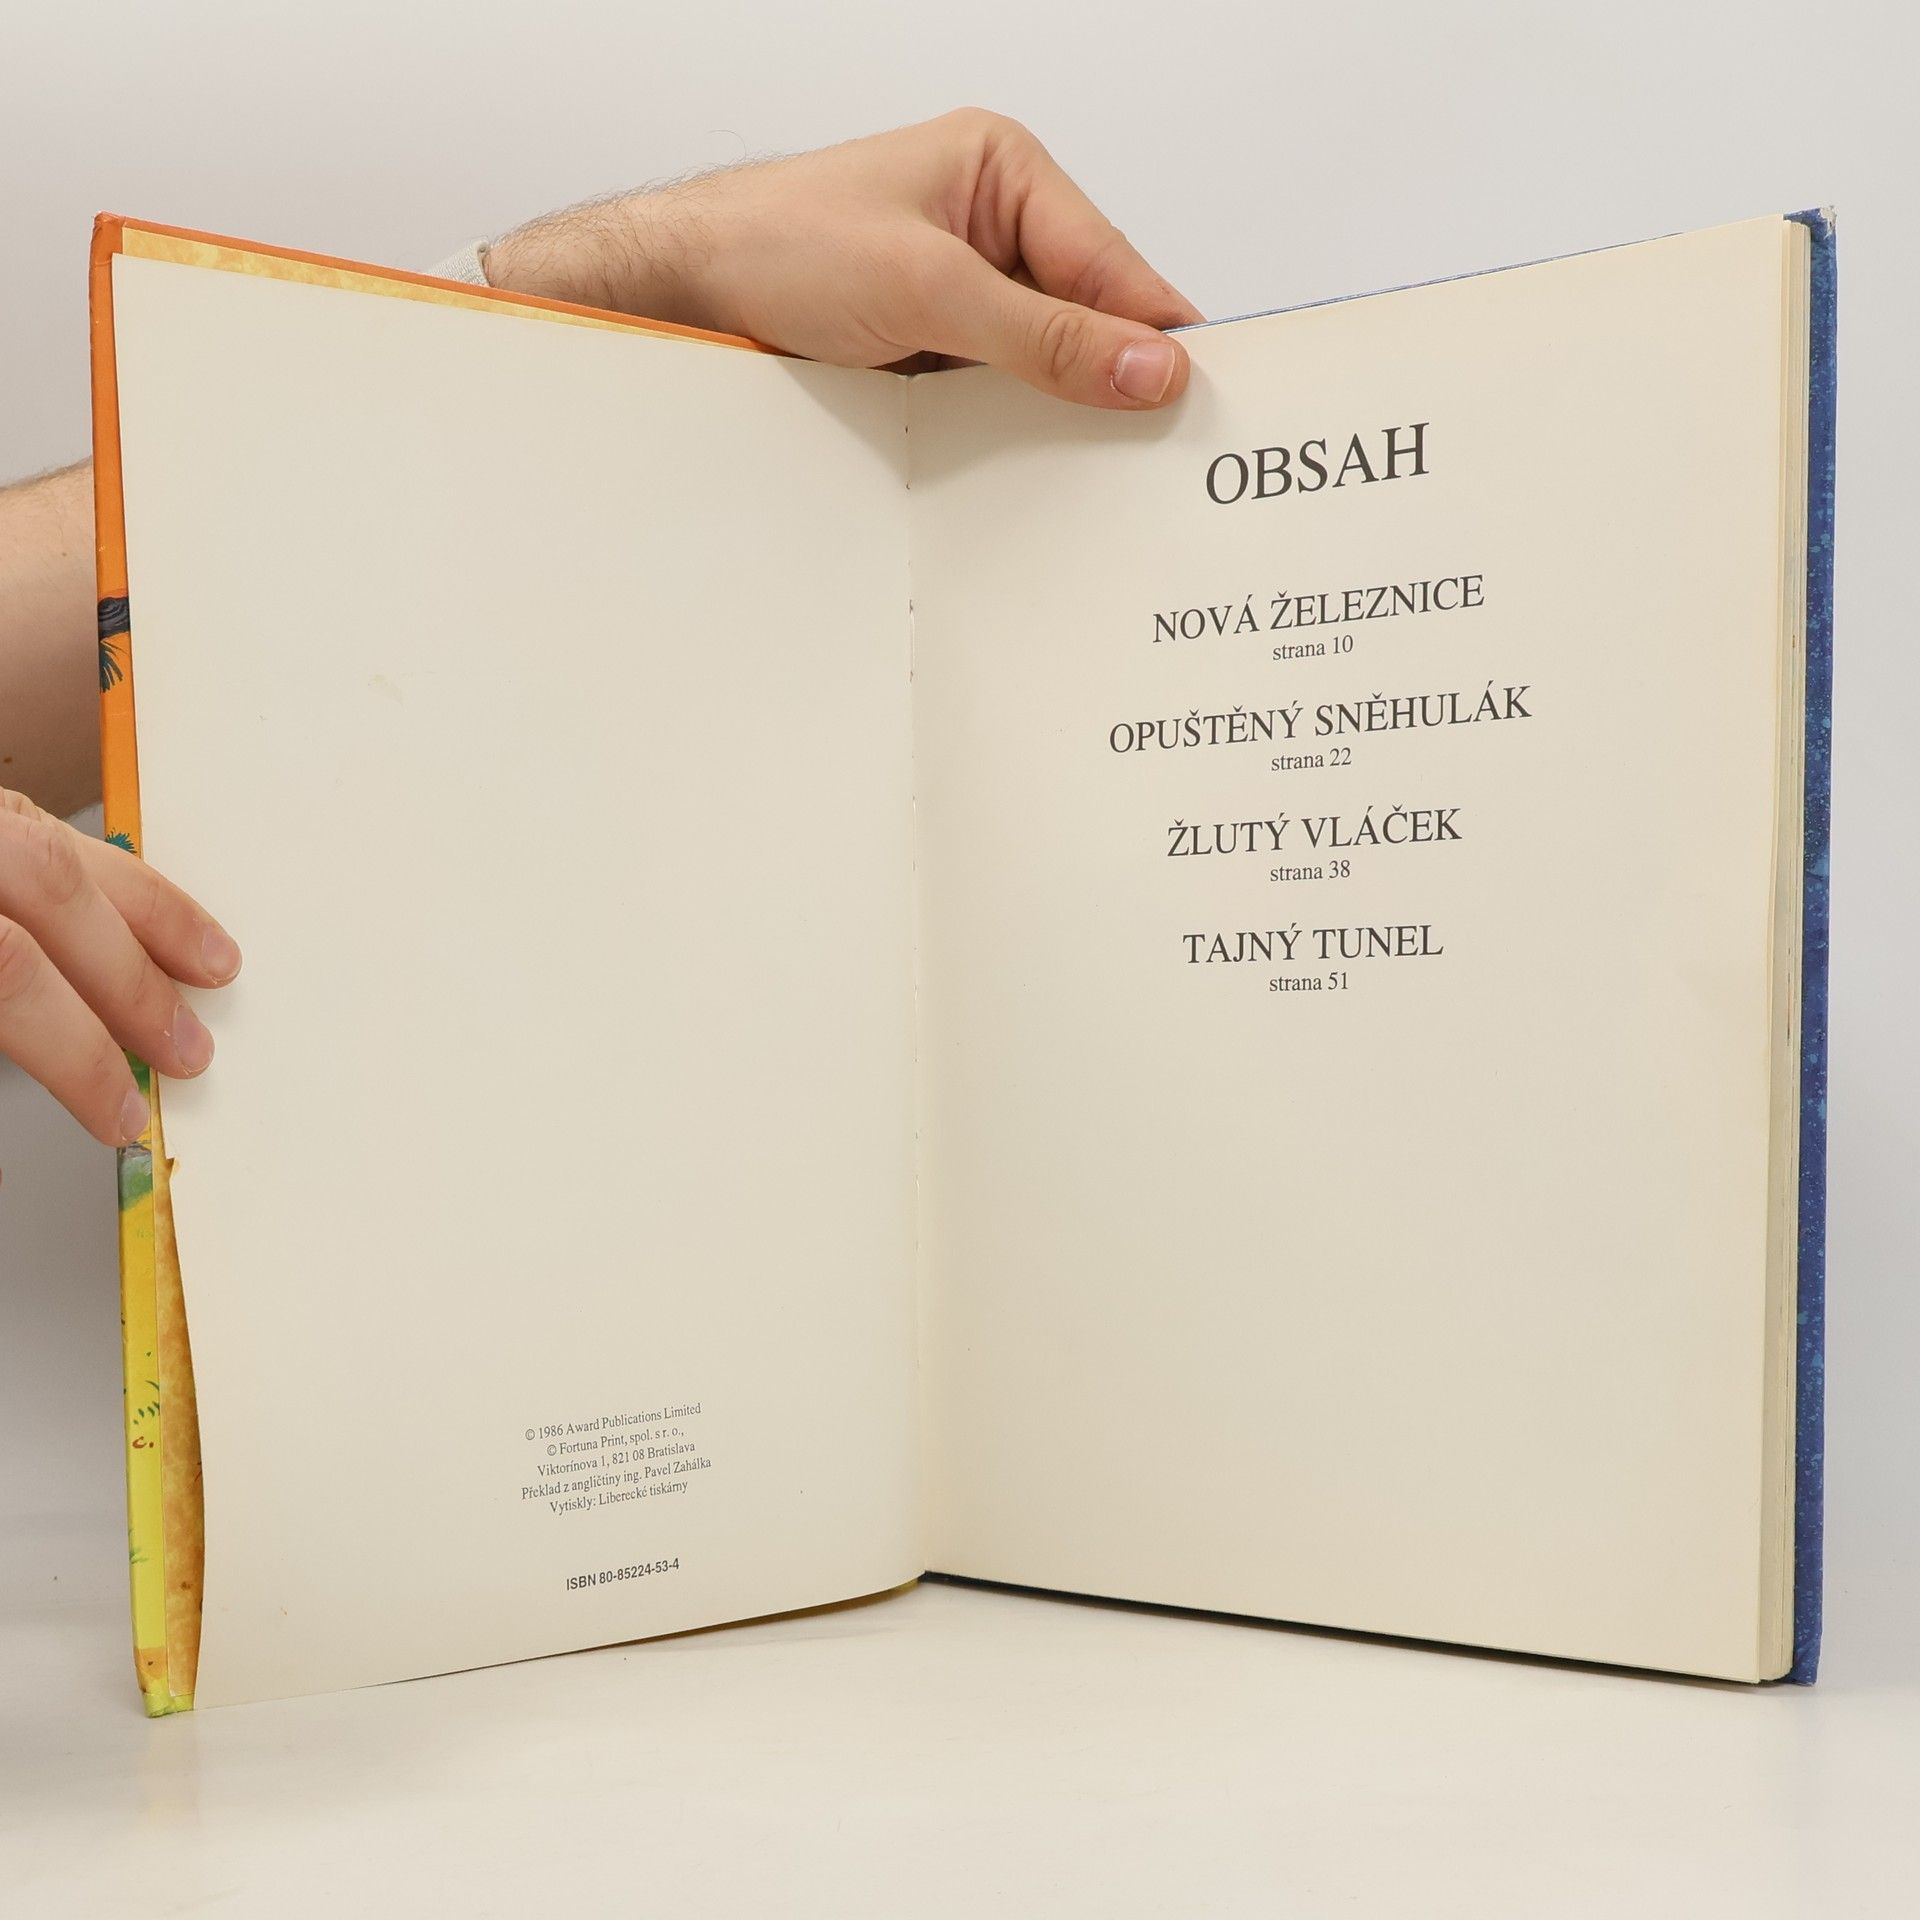 © 1986 Award Publications Limited
© Fortuna Print, spol. s r. o.,
Viktorínova 1, 821 08 Bratislava
Překlad z angličtiny ing. Pavel Zahálka
Vytiskly: Liberecké tiskárny
ISBN 80-85224-53-4
OBSAH
NOVÁ ŽELEZNICE
strana 10
OPUŠTĚNÝ SNĚHULÁK
strana 22
ŽLUTÝ VLÁČEK
strana 38
TAJNÝ TUNEL
strana 51